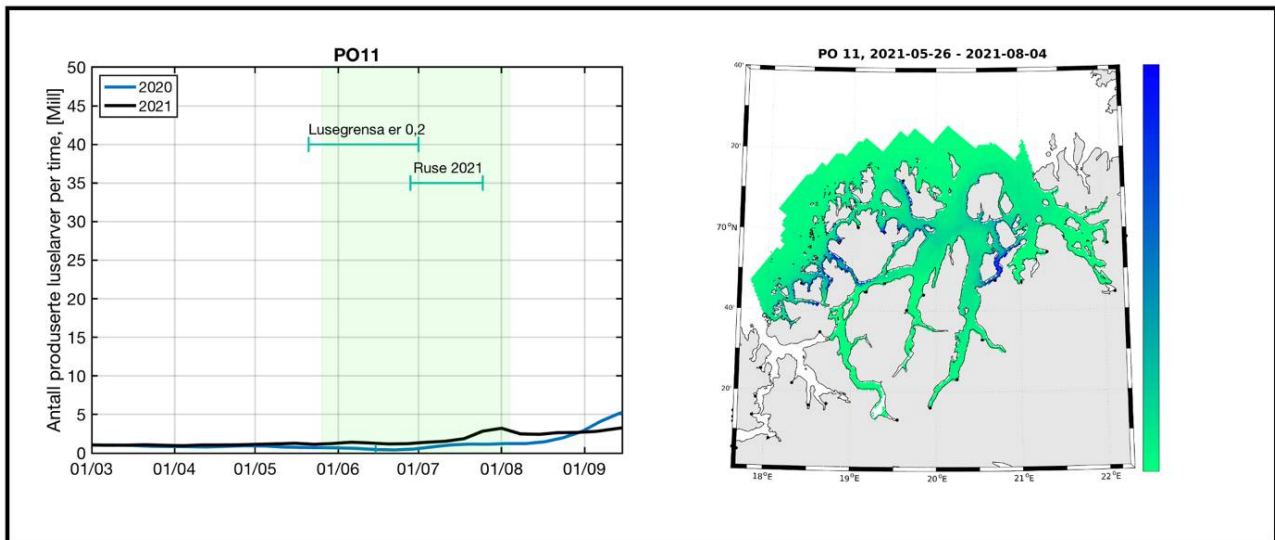 PO11
Antall produserte luselarver per time, [Mill]
50
45
40
35
30
25
20
15
10
5
0
2020
2021
Lusegrensa er 0,2
Ruse 2021
01/03
01/04
01/05
01/06
01/07
01/08
01/09
PO 11, 2021-05-26 - 2021-08-04
40'
20'
70°N
40'
20'
18°E
19°E
20°E
21°E
22°E